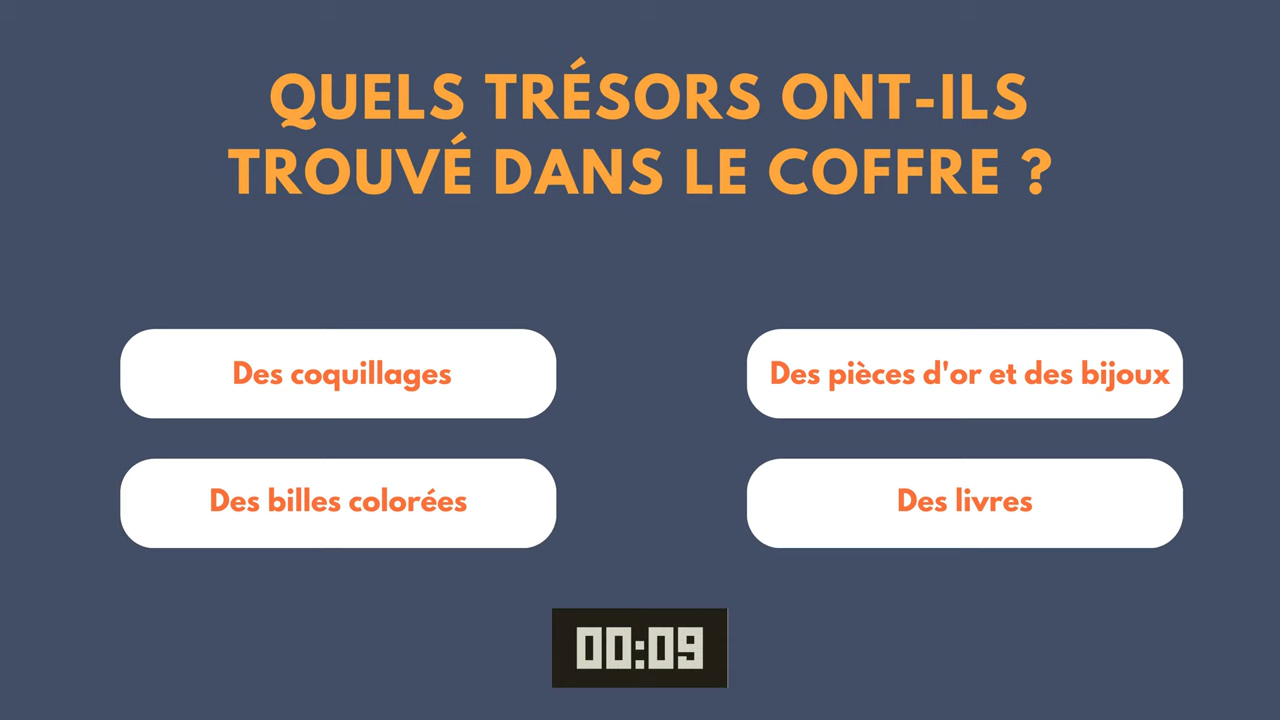 QUELS TRÉSORS ONT-ILS
TROUVÉ DANS LE COFFRE ?
Des coquillages
Des pièces d'or et des bijoux
Des billes colorées
Des livres
00:09